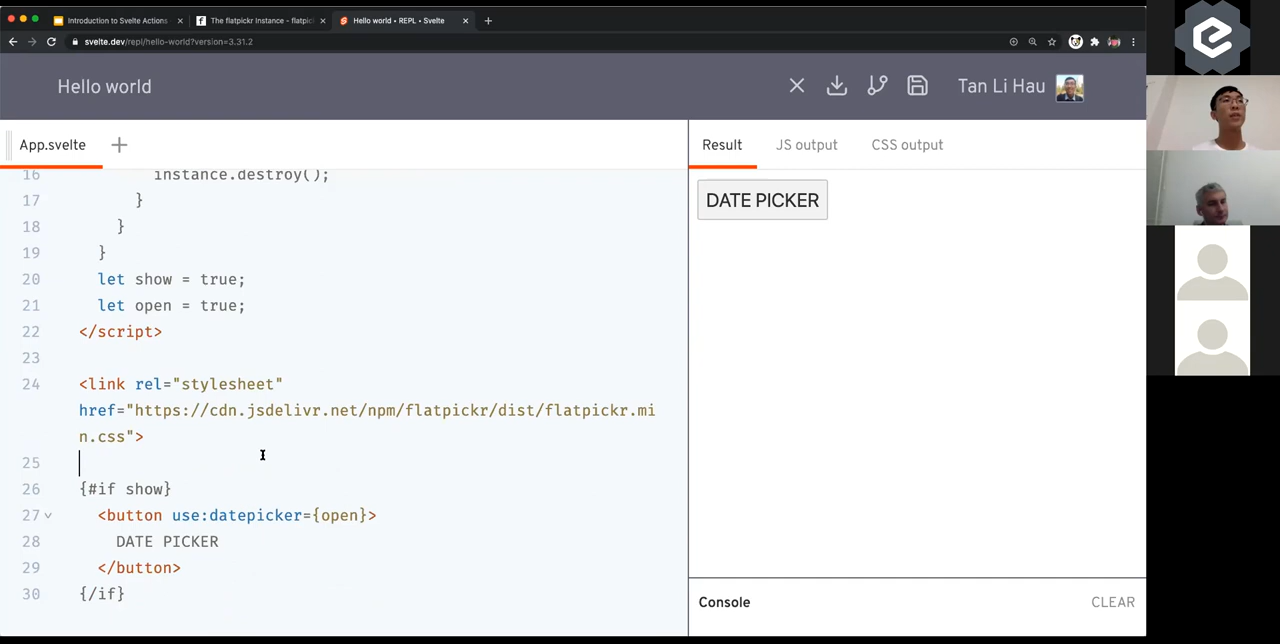 Introduction to Svelte Actions
The flatpickr Instance - flatpic
Hello world • REPL • Svelte
svelte.dev/repl/hello-world?version=3.31.2
Hello world
Tan Li Hau
App.svelte
Result
JS output
CSS output
16 instance.destroy();
17 }
18 }
19 }
20 let show = true;
21 let open = true;
22 </script>
23
24 <link rel="stylesheet"
href="https://cdn.jsdelivr.net/npm/flatpickr/dist/flatpickr.mi
n.css">
25
26 {#if show}
27 <button use:datepicker={open}>
28 DATE PICKER
29 </button>
30 {/if}
DATE PICKER
Console
CLEAR